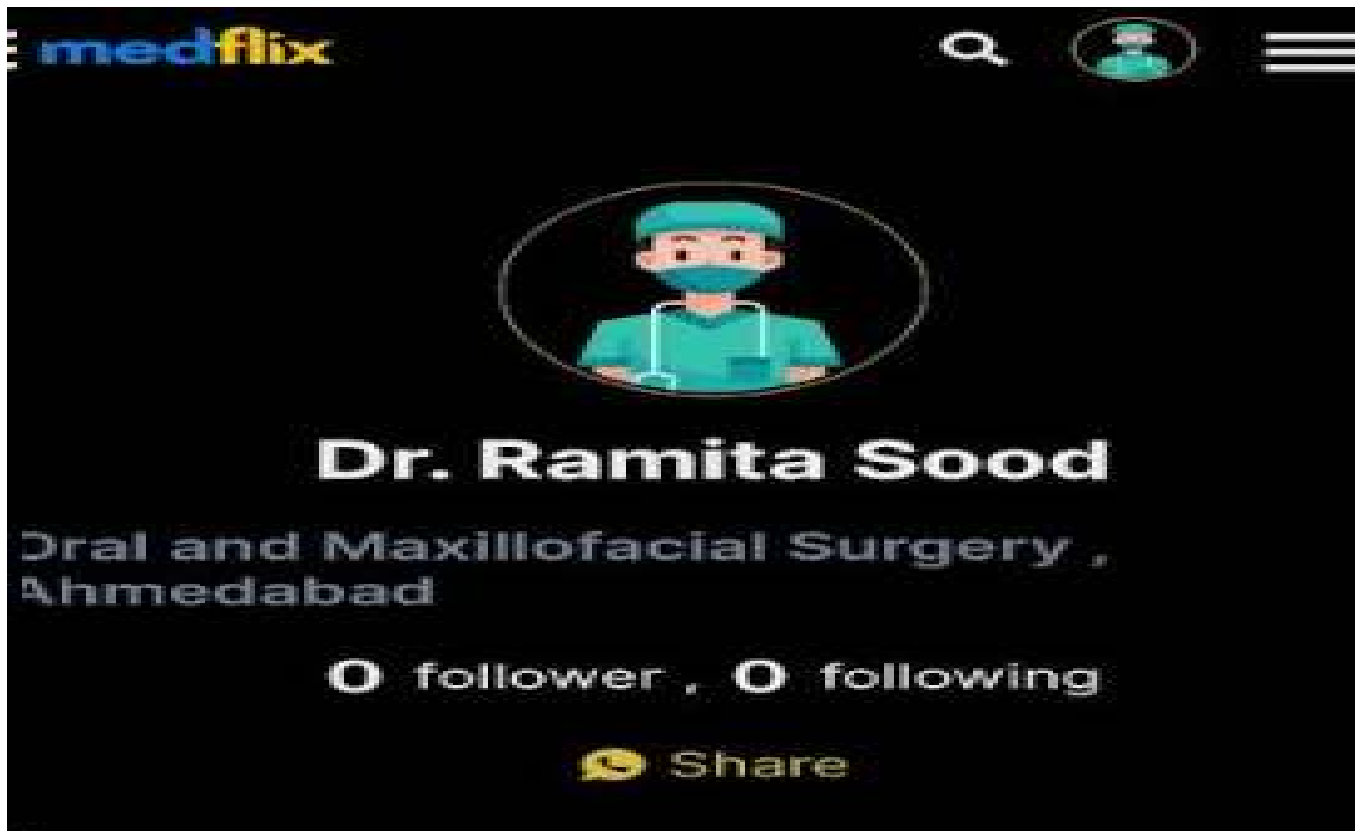 medflix
Dr. Ramita Sood
Oral and Maxillofacial Surgery ,
Ahmedabad
0 follower , 0 following
Share